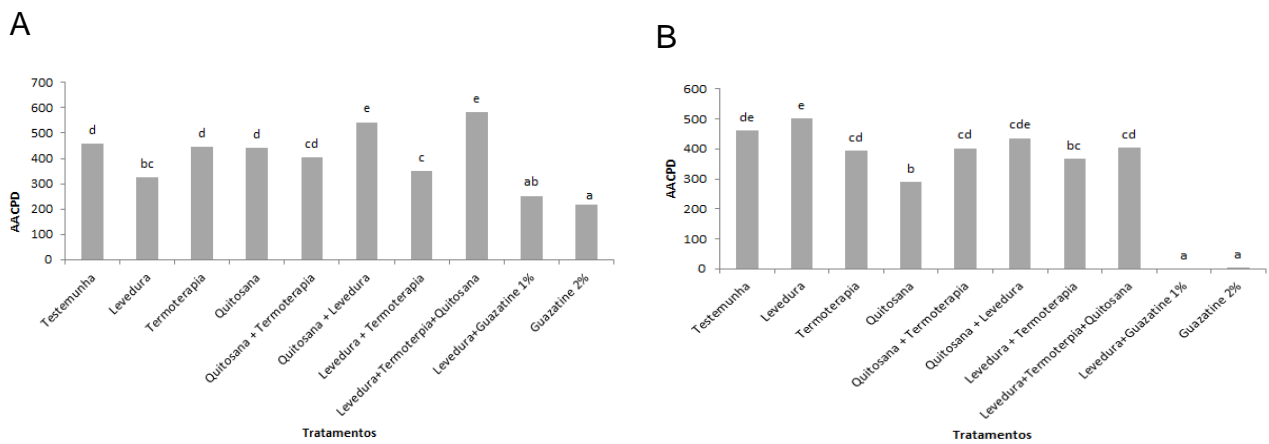 A
700
600
500
400
300
200
100
0
AACPD
d
bc
d
d
cd
e
c
e
ab
a
Testemunha
Levedura
Termoterapia
Quitosana
Quitosana + Termoterapia
Quitosana + Levedura
Levedura + Termoterapia
Levedura+Termoterpia+Quitosana
Levedura+Guazatine 1%
Guazatine 2%
Tratamentos
B
600
500
400
300
200
100
0
AACPD
de
e
cd
b
cd
cde
bc
cd
a
a
Testemunha
Levedura
Termoterapia
Quitosana
Quitosana + Termoterapia
Quitosana + Levedura
Levedura + Termoterapia
Levedura+Termoterpia+Quitosana
Levedura+Guazatine 1%
Guazatine 2%
Tratamentos